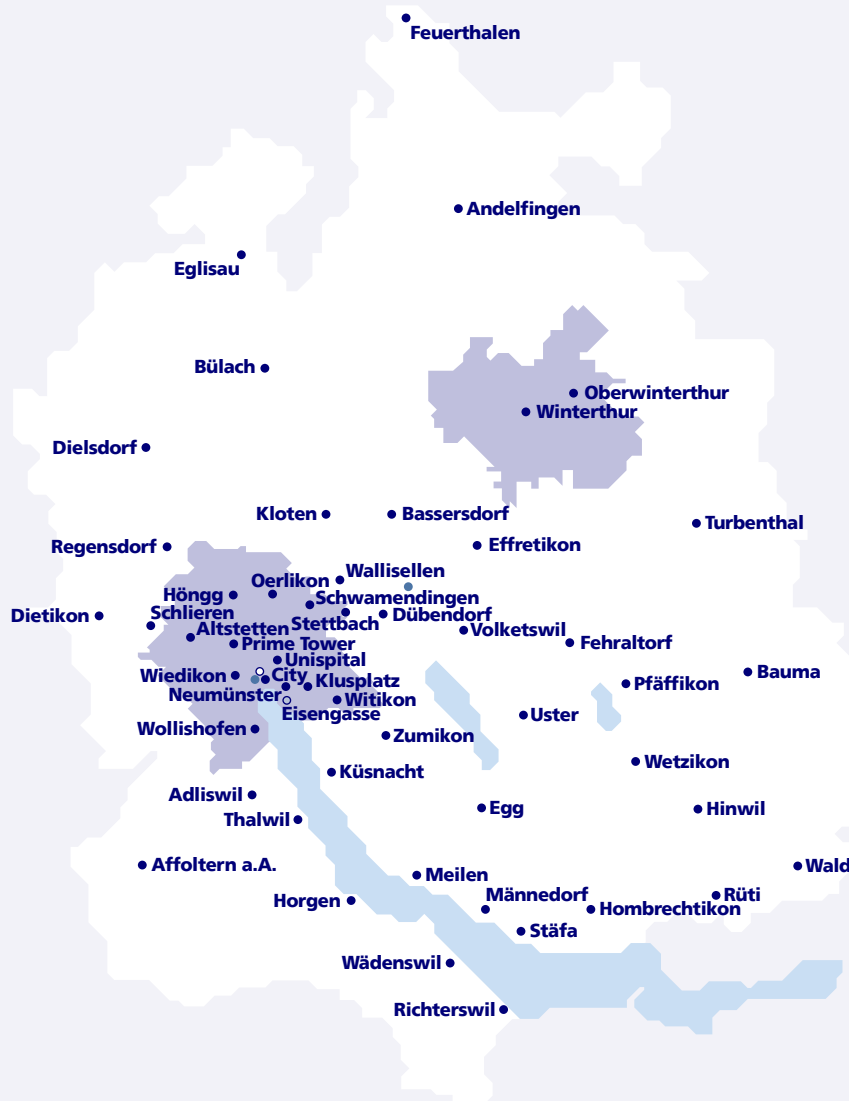 Feuerthalen
Andelfingen
Eglisau
Bülach
Oberwinterthur
Winterthur
Dielsdorf
Kloten
Bassersdorf
Turbenthal
Regensdorf
Effretikon
Wallisellen
Oerlikon
Höngg
Schwamendingen
Schlieren
Dietikon
Dübendorf
Stettbach
Altstetten
Volketswil
Fehraltorf
Prime Tower
Unispital
Bauma
Wiedikon
City
Klusplatz
Pfäffikon
Neumünster
Witikon
Eisengasse
Uster
Wollishofen
Zumikon
Wetzikon
Küsnacht
Adliswil
Egg
Hinwil
Thalwil
Affoltern a.A.
Wald
Meilen
Männedorf
Rüti
Horgen
Hombrechtikon
Stäfa
Wädenswil
Richterswil